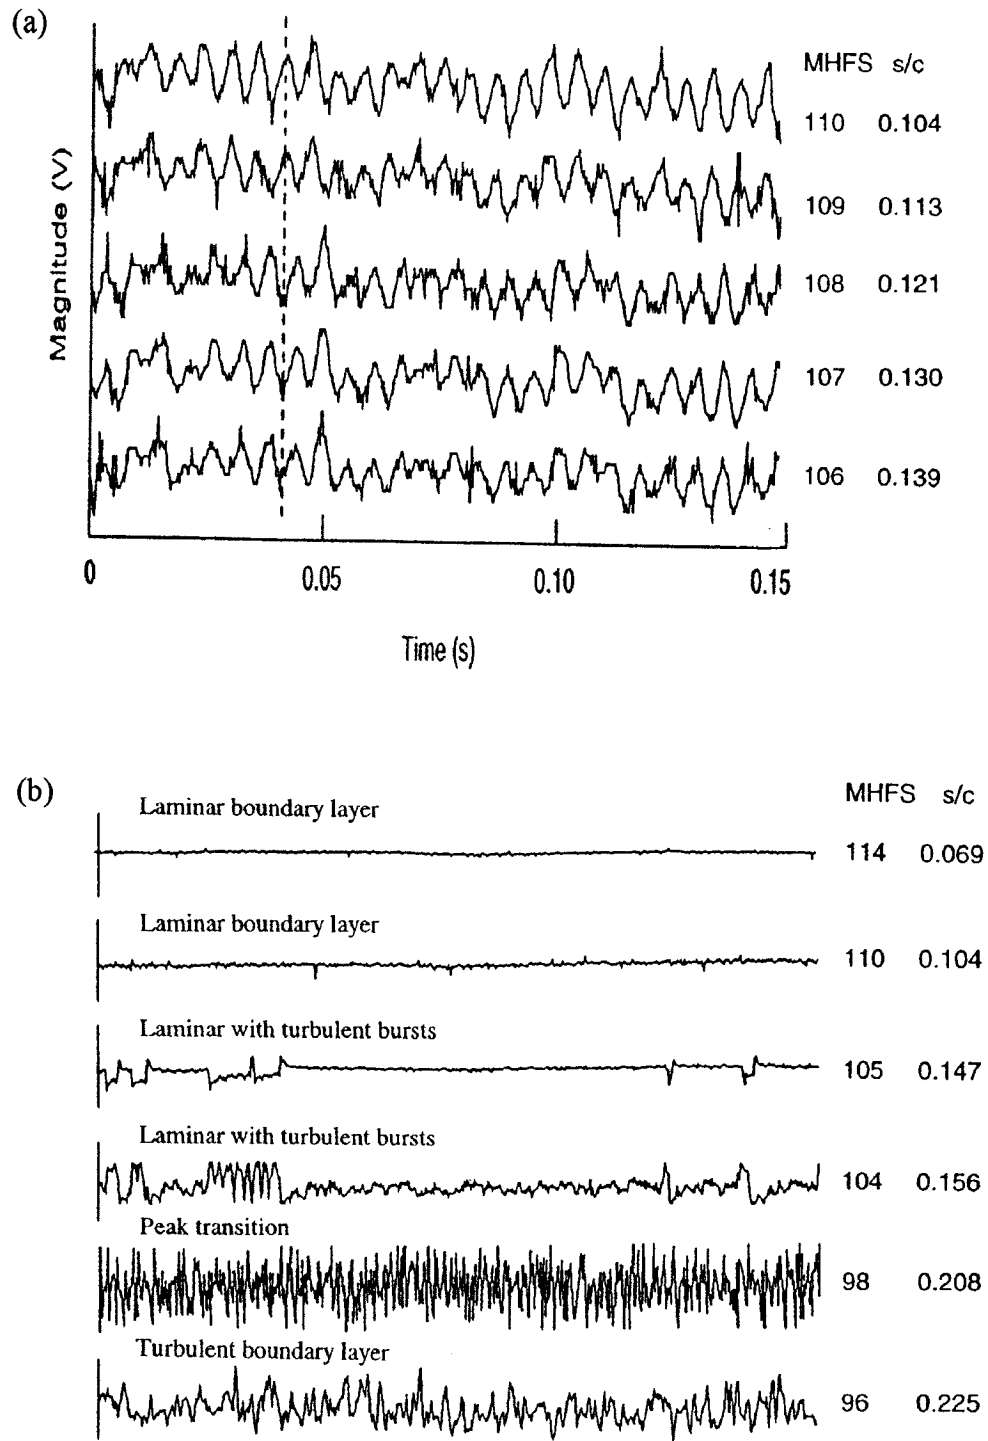 (a)
MHFS s/c
110 0.104
109 0.113
108 0.121
107 0.130
106 0.139
Magnitude (V)
0 0.05 0.10 0.15
Time (s)
(b)
MHFS s/c
Laminar boundary layer
114 0.069
Laminar boundary layer
110 0.104
Laminar with turbulent bursts
105 0.147
Laminar with turbulent bursts
104 0.156
Peak transition
98 0.208
Turbulent boundary layer
96 0.225